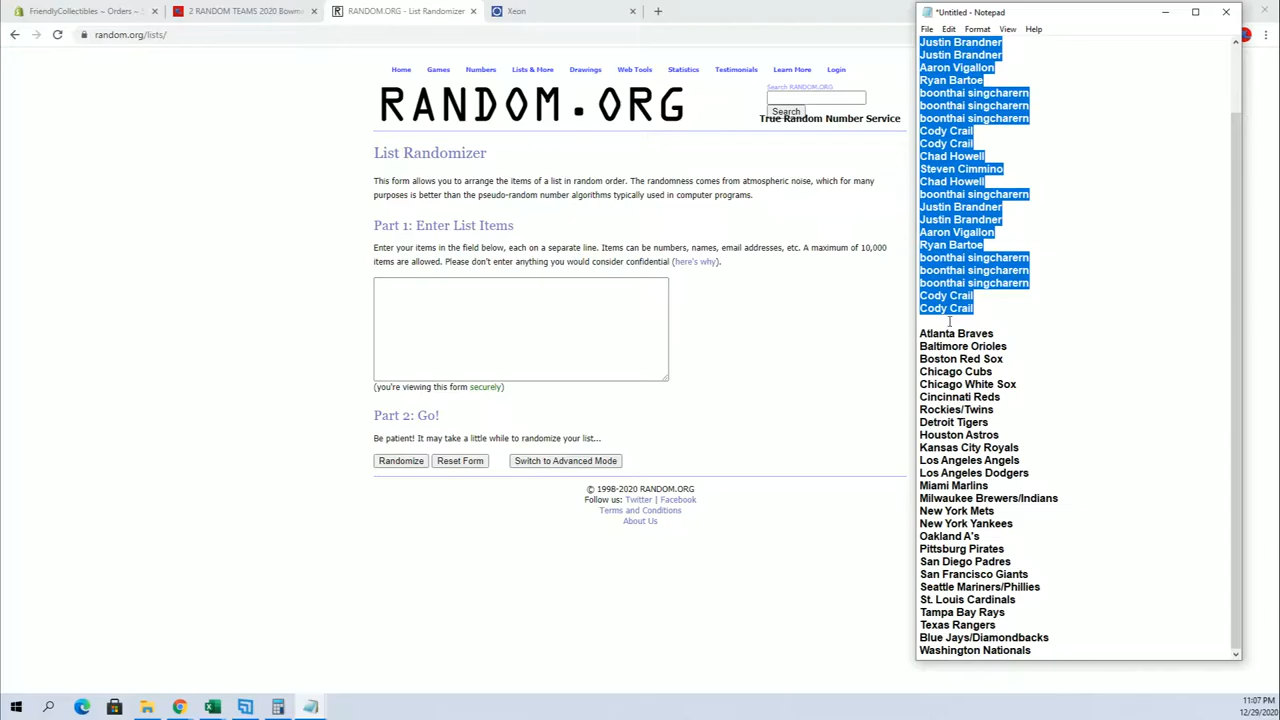 FriendlyCollectibles – Orders – S
2 RANDOM TEAMS 2020 Bowm
RANDOM.ORG - List Randomizer
Xeon
random.org/lists/
Home Games Numbers Lists & More Drawings Web Tools Statistics Testimonials Learn More Login
RANDOM.ORG
Search RANDOM.ORG
Search
True Random Number Service
List Randomizer
This form allows you to arrange the items of a list in random order. The randomness comes from atmospheric noise, which for many
purposes is better than the pseudo-random number algorithms typically used in computer programs.
Part 1: Enter List Items
Enter your items in the field below, each on a separate line. Items can be numbers, names, email addresses, etc. A maximum of 10,000
items are allowed. Please don't enter anything you would consider confidential (here's why).
(you're viewing this form securely)
Part 2: Go!
Be patient! It may take a little while to randomize your list...
Randomize Reset Form Switch to Advanced Mode
© 1998-2020 RANDOM.ORG
Follow us: Twitter | Facebook
Terms and Conditions
About Us
*Untitled - Notepad
File Edit Format View Help
Justin Brandner
Justin Brandner
Aaron Vigallon
Ryan Bartoe
boonthai singcharern
boonthai singcharern
boonthai singcharern
Cody Crail
Cody Crail
Chad Howell
Steven Cimmino
Chad Howell
boonthai singcharern
Justin Brandner
Justin Brandner
Aaron Vigallon
Ryan Bartoe
boonthai singcharern
boonthai singcharern
boonthai singcharern
Cody Crail
Cody Crail
Atlanta Braves
Baltimore Orioles
Boston Red Sox
Chicago Cubs
Chicago White Sox
Cincinnati Reds
Rockies/Twins
Detroit Tigers
Houston Astros
Kansas City Royals
Los Angeles Angels
Los Angeles Dodgers
Miami Marlins
Milwaukee Brewers/Indians
New York Mets
New York Yankees
Oakland A's
Pittsburg Pirates
San Diego Padres
San Francisco Giants
Seattle Mariners/Phillies
St. Louis Cardinals
Tampa Bay Rays
Texas Rangers
Blue Jays/Diamondbacks
Washington Nationals
11:07 PM
12/29/2020